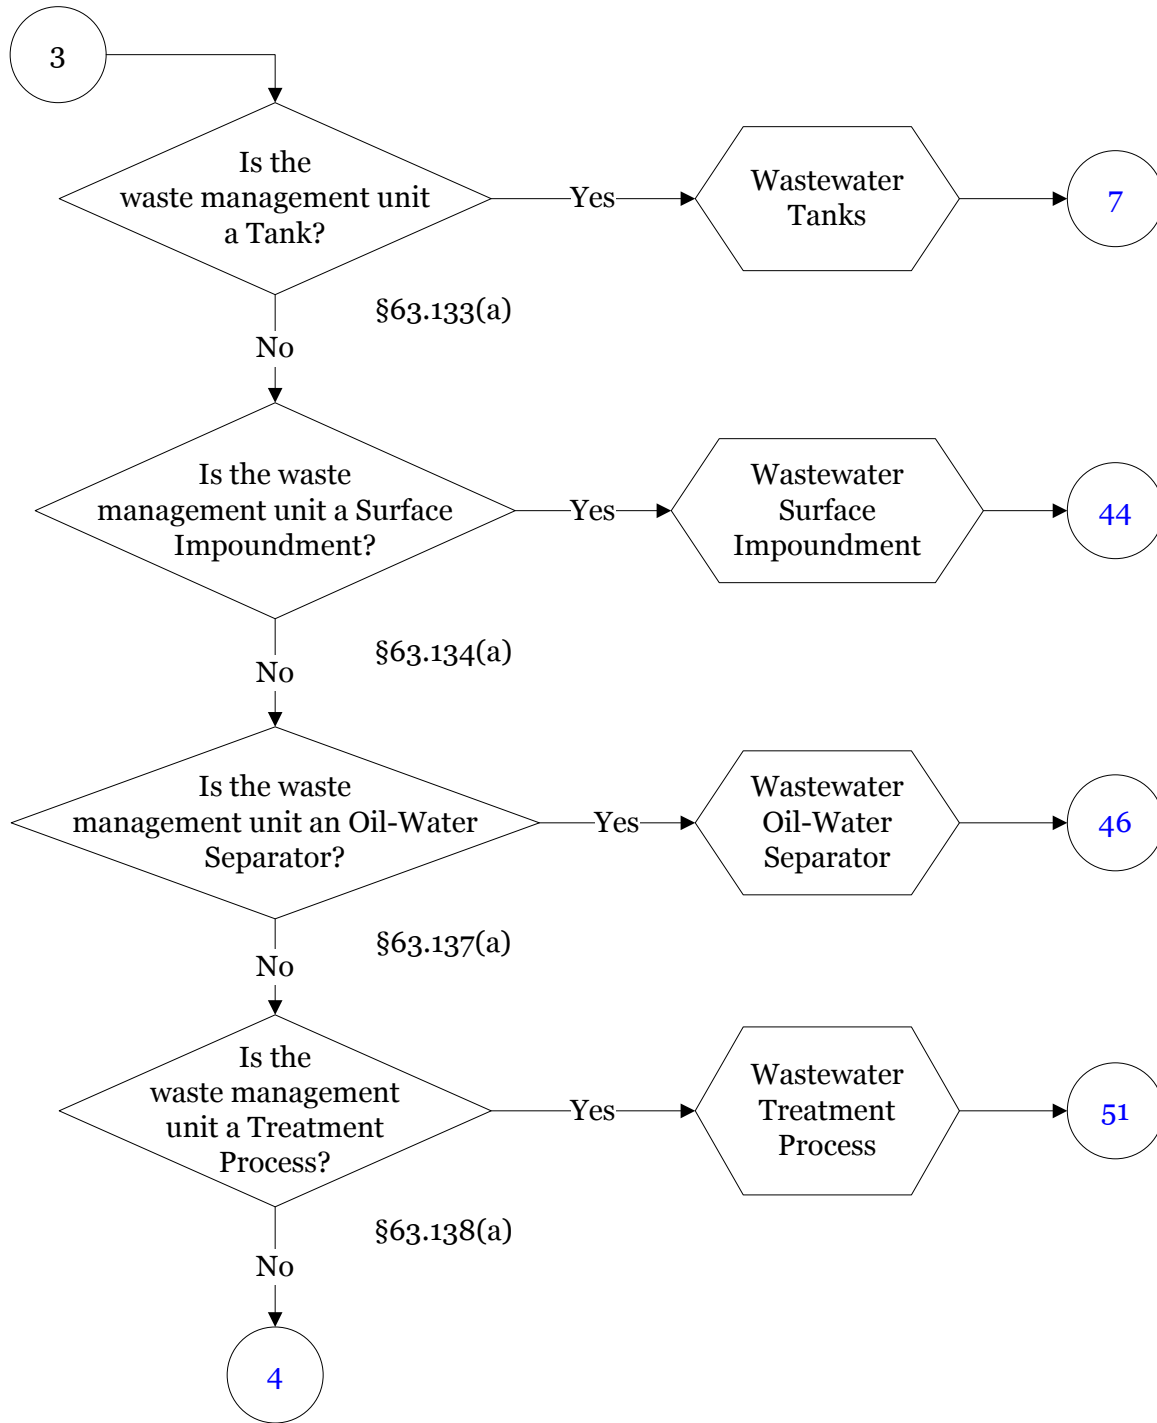 3
Is the
waste management unit
a Tank?
Yes
Wastewater
Tanks
7
§63.133(a)
No
Is the waste
management unit a Surface
Impoundment?
Yes
Wastewater
Surface
Impoundment
44
§63.134(a)
No
Is the waste
management unit an Oil-Water
Separator?
Yes
Wastewater
Oil-Water
Separator
46
§63.137(a)
No
Is the
waste management
unit a Treatment
Process?
Yes
Wastewater
Treatment
Process
51
§63.138(a)
No
4